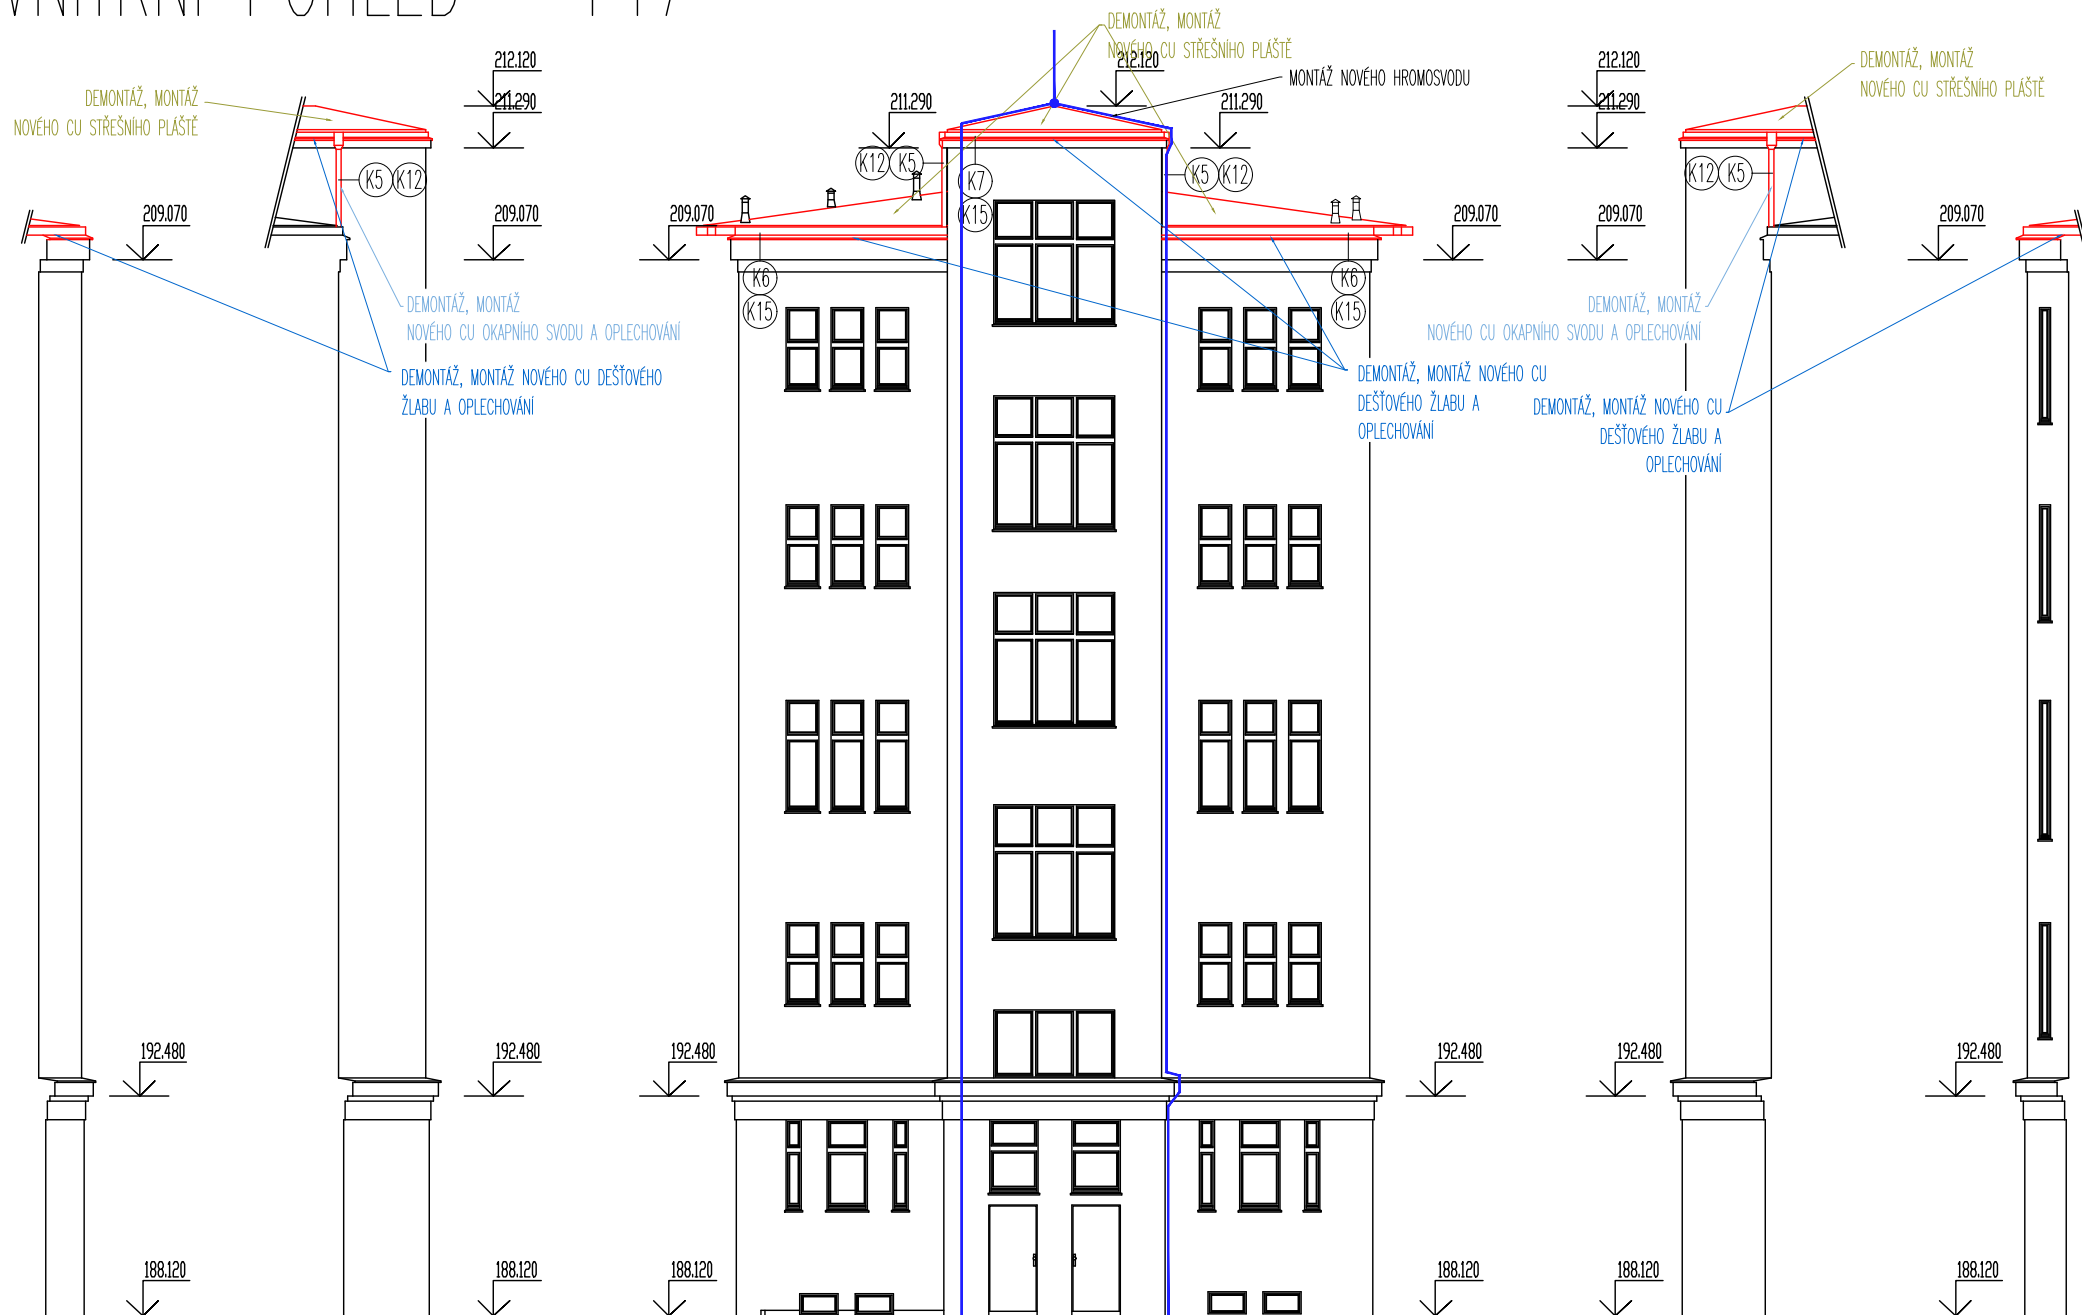 212.120
211.290
DEMONTÁŽ, MONTÁŽ
NOVÉHO CU STŘEŠNÍHO PLÁŠTĚ
DEMONTÁŽ, MONTÁŽ
NOVÉHO CU STŘEŠNÍHO PLÁŠTĚ
212.120
MONTÁŽ NOVÉHO HROMOSVODU
211.290
211.290
212.120
211.290
DEMONTÁŽ, MONTÁŽ
NOVÉHO CU STŘEŠNÍHO PLÁŠTĚ
K5 K12
K12 K5
K7
K15
K5 K12
K12 K5
209.070
209.070
209.070
209.070
209.070
209.070
K6
K15
K6
K15
DEMONTÁŽ, MONTÁŽ
NOVÉHO CU OKAPNÍHO SVODU A OPLECHOVÁNÍ
DEMONTÁŽ, MONTÁŽ NOVÉHO CU DEŠŤOVÉHO
ŽLABU A OPLECHOVÁNÍ
DEMONTÁŽ, MONTÁŽ NOVÉHO CU
DEŠŤOVÉHO ŽLABU A
OPLECHOVÁNÍ
DEMONTÁŽ, MONTÁŽ
NOVÉHO CU OKAPNÍHO SVODU A OPLECHOVÁNÍ
DEMONTÁŽ, MONTÁŽ NOVÉHO CU
DEŠŤOVÉHO ŽLABU A
OPLECHOVÁNÍ
192.480
192.480
192.480
192.480
192.480
192.480
188.120
188.120
188.120
188.120
188.120
188.120